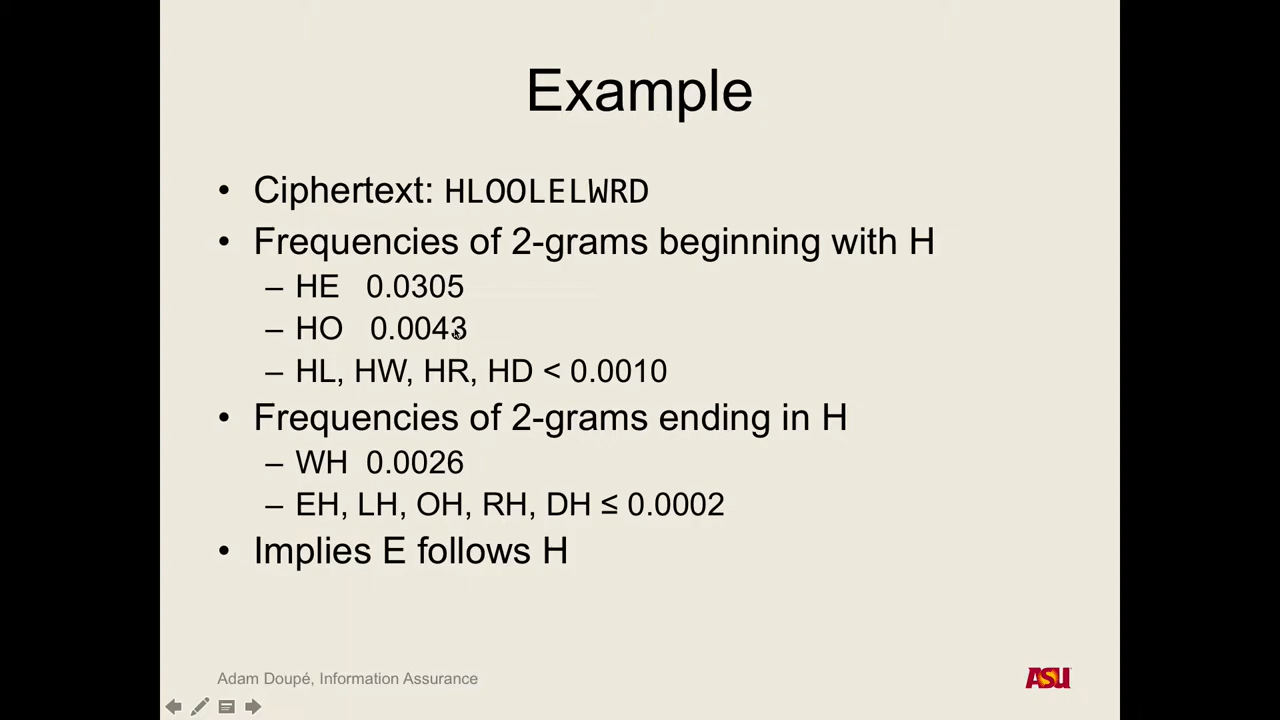 Example
• Ciphertext: HLOOLELWRD
• Frequencies of 2-grams beginning with H
– HE 0.0305
– HO 0.0043
– HL, HW, HR, HD < 0.0010
• Frequencies of 2-grams ending in H
– WH 0.0026
– EH, LH, OH, RH, DH ≤ 0.0002
• Implies E follows H
Adam Doupé, Information Assurance
ASU